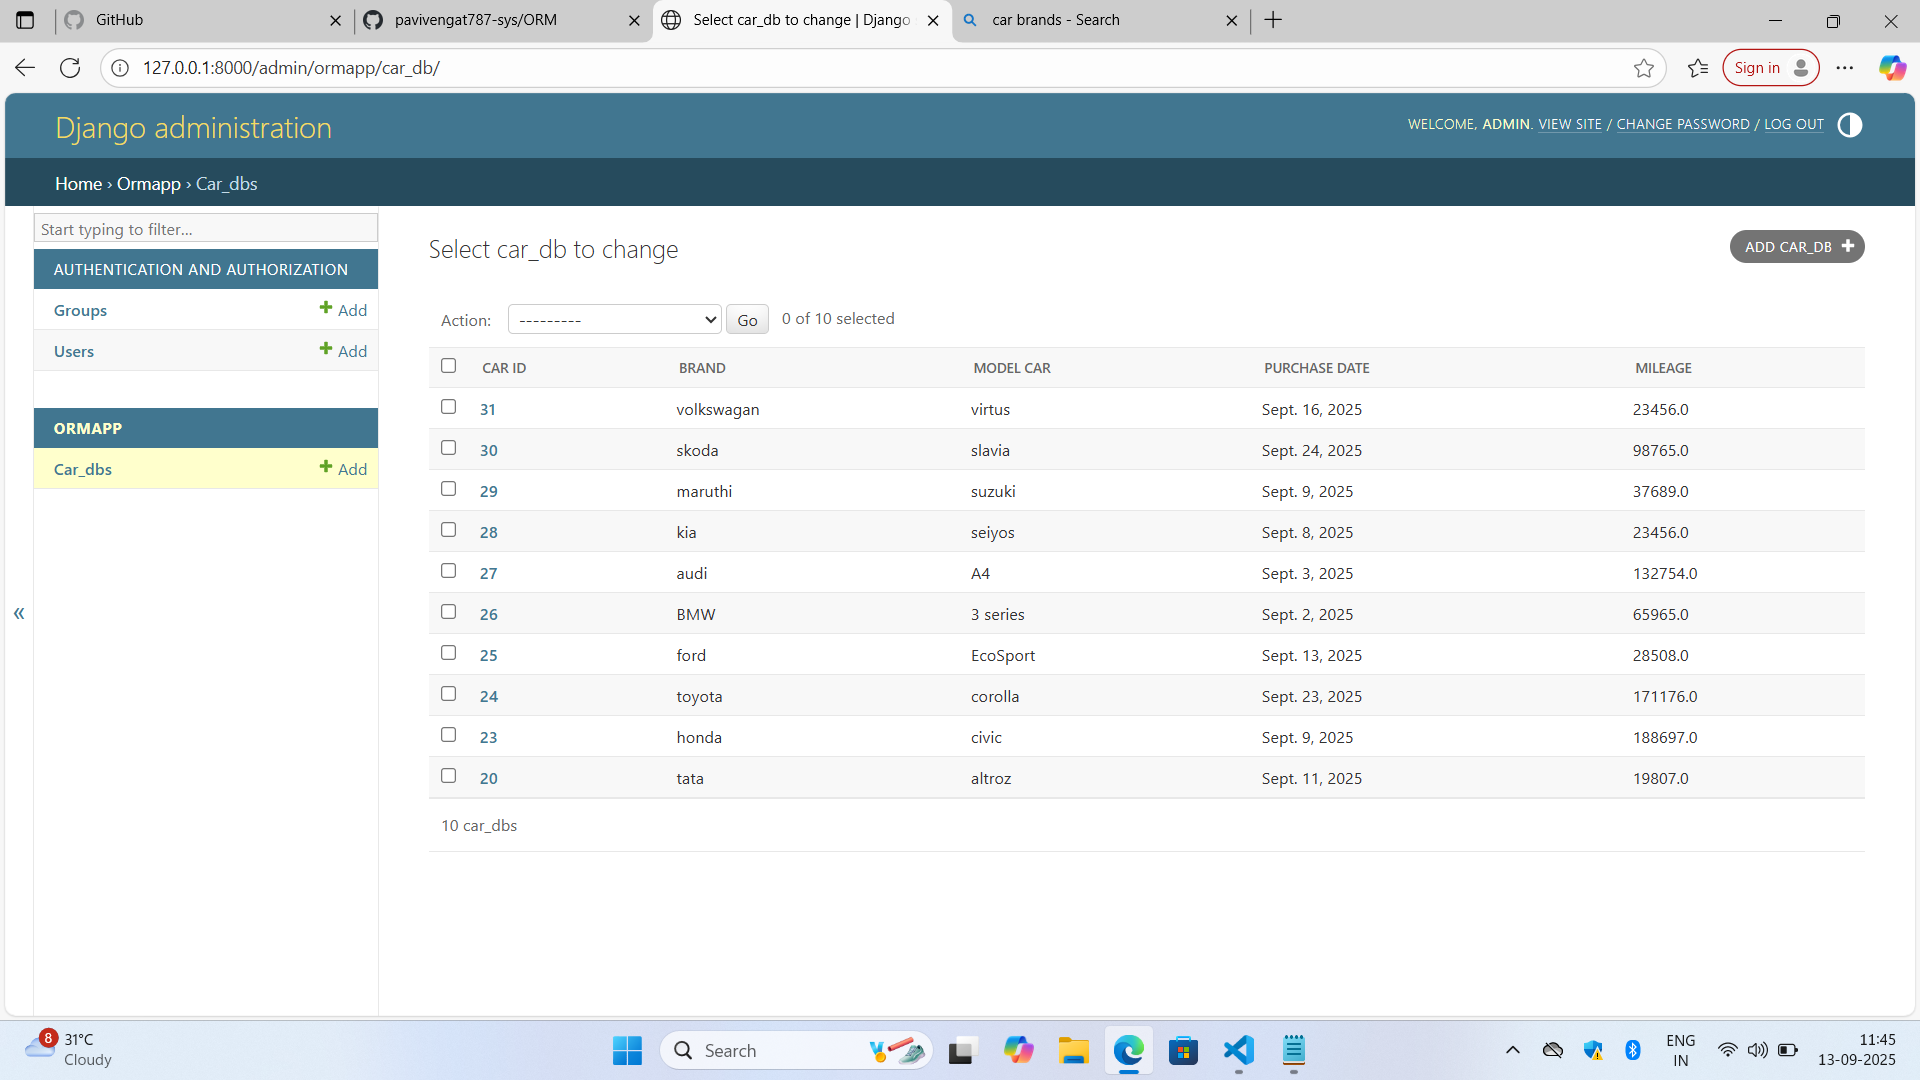 GitHub
pavivengat787-sys/ORM
Select car_db to change | Django
car brands - Search
127.0.0.1:8000/admin/ormapp/car_db/
Sign in
Django administration
WELCOME, ADMIN. VIEW SITE / CHANGE PASSWORD / LOG OUT
Home › Ormapp › Car_dbs
Start typing to filter...
AUTHENTICATION AND AUTHORIZATION
Groups + Add
Users + Add
ORMAPP
Car_dbs + Add
«
Select car_db to change
ADD CAR_DB +
Action: --------- Go 0 of 10 selected
CAR ID BRAND MODEL CAR PURCHASE DATE MILEAGE
31 volkswagan virtus Sept. 16, 2025 23456.0
30 skoda slavia Sept. 24, 2025 98765.0
29 maruthi suzuki Sept. 9, 2025 37689.0
28 kia seiyos Sept. 8, 2025 23456.0
27 audi A4 Sept. 3, 2025 132754.0
26 BMW 3 series Sept. 2, 2025 65965.0
25 ford EcoSport Sept. 13, 2025 28508.0
24 toyota corolla Sept. 23, 2025 171176.0
23 honda civic Sept. 9, 2025 188697.0
20 tata altroz Sept. 11, 2025 19807.0
10 car_dbs
8
31°C
Cloudy
Search
ENG
IN
11:45
13-09-2025